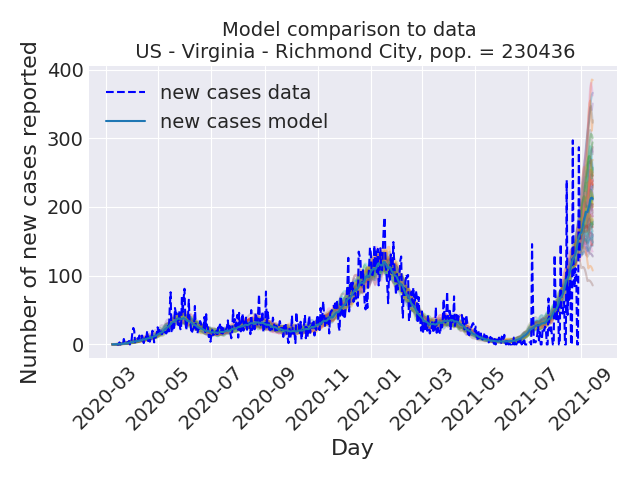 Model comparison to data
US - Virginia - Richmond City, pop. = 230436
Number of new cases reported
400
300
200
100
0
new cases data
new cases model
2020-03
2020-05
2020-07
2020-09
2020-11
2021-01
2021-03
2021-05
2021-07
2021-09
Day